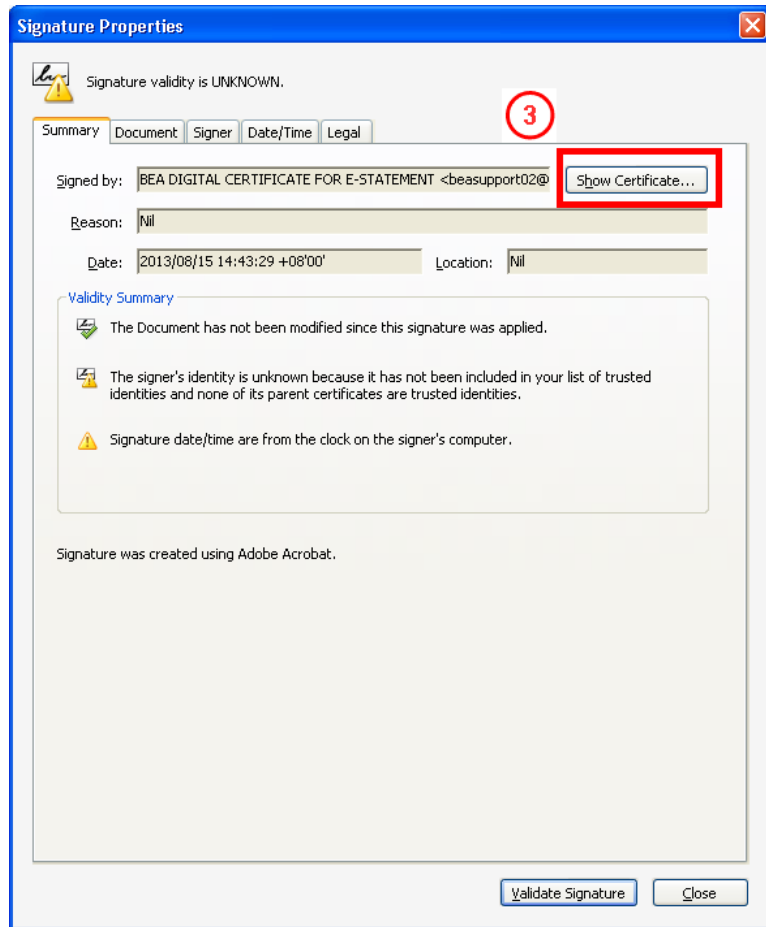 Signature Properties
Signature validity is UNKNOWN.
3
Summary Document Signer Date/Time Legal
Signed by: BEA DIGITAL CERTIFICATE FOR E-STATEMENT <beasupport02@ Show Certificate...
Reason: Nil
Date: 2013/08/15 14:43:29 +08'00' Location: Nil
Validity Summary
The Document has not been modified since this signature was applied.
The signer's identity is unknown because it has not been included in your list of trusted
identities and none of its parent certificates are trusted identities.
Signature date/time are from the clock on the signer's computer.
Signature was created using Adobe Acrobat.
Validate Signature Close